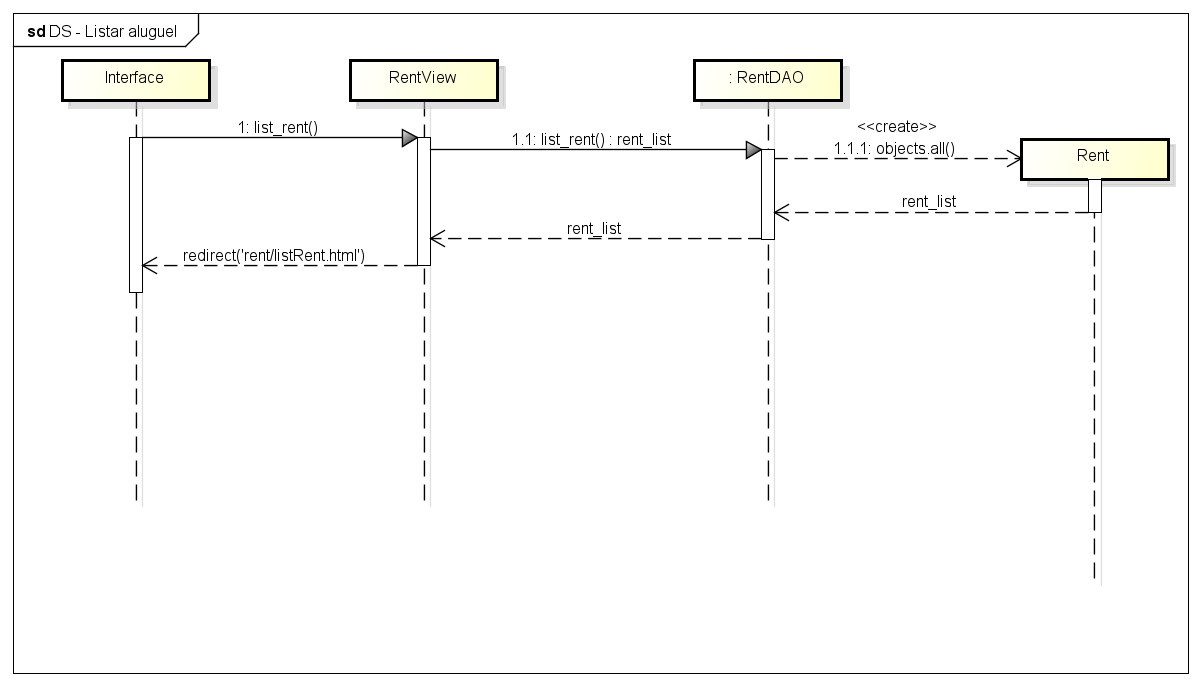 sd DS - Listar aluguel
Interface
RentView
: RentDAO
1: list_rent()
1.1: list_rent() : rent_list
<<create>>
1.1.1: objects.all()
Rent
rent_list
rent_list
redirect('rent/listRent.html')